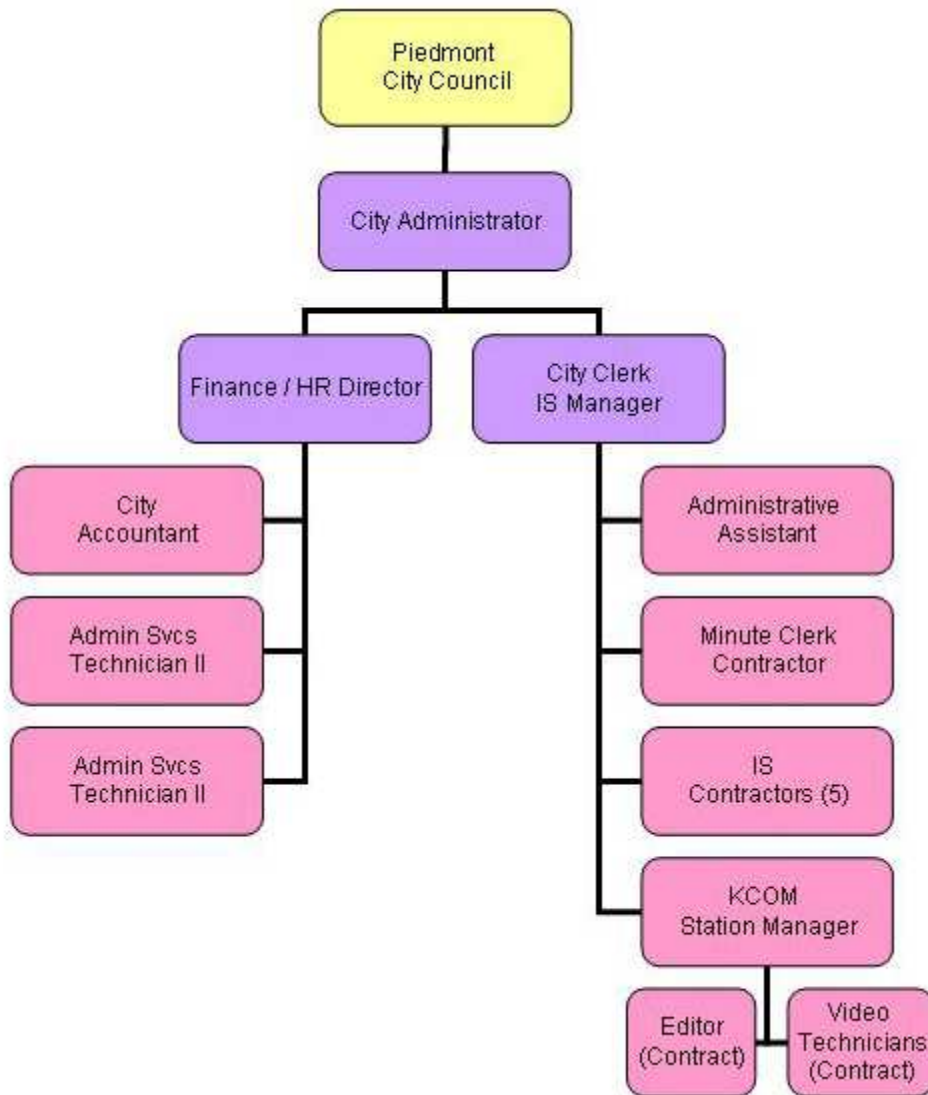 Piedmont
City Council
City Administrator
Finance / HR Director
City Clerk
IS Manager
City
Accountant
Admin Svcs
Technician II
Admin Svcs
Technician II
Administrative
Assistant
Minute Clerk
Contractor
IS
Contractors (5)
KCOM
Station Manager
Editor
(Contract)
Video
Technicians
(Contract)